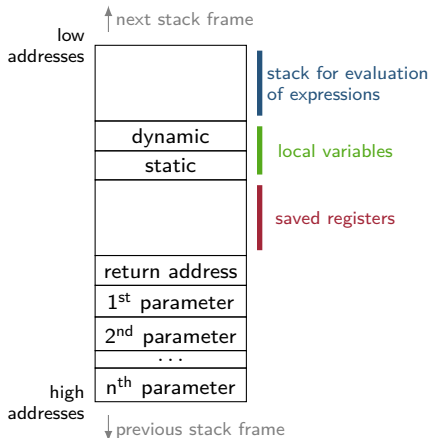 next stack frame
low
addresses
stack for evaluation
of expressions
dynamic
local variables
static
saved registers
return address
1st parameter
2nd parameter
...
nth parameter
high
addresses
previous stack frame